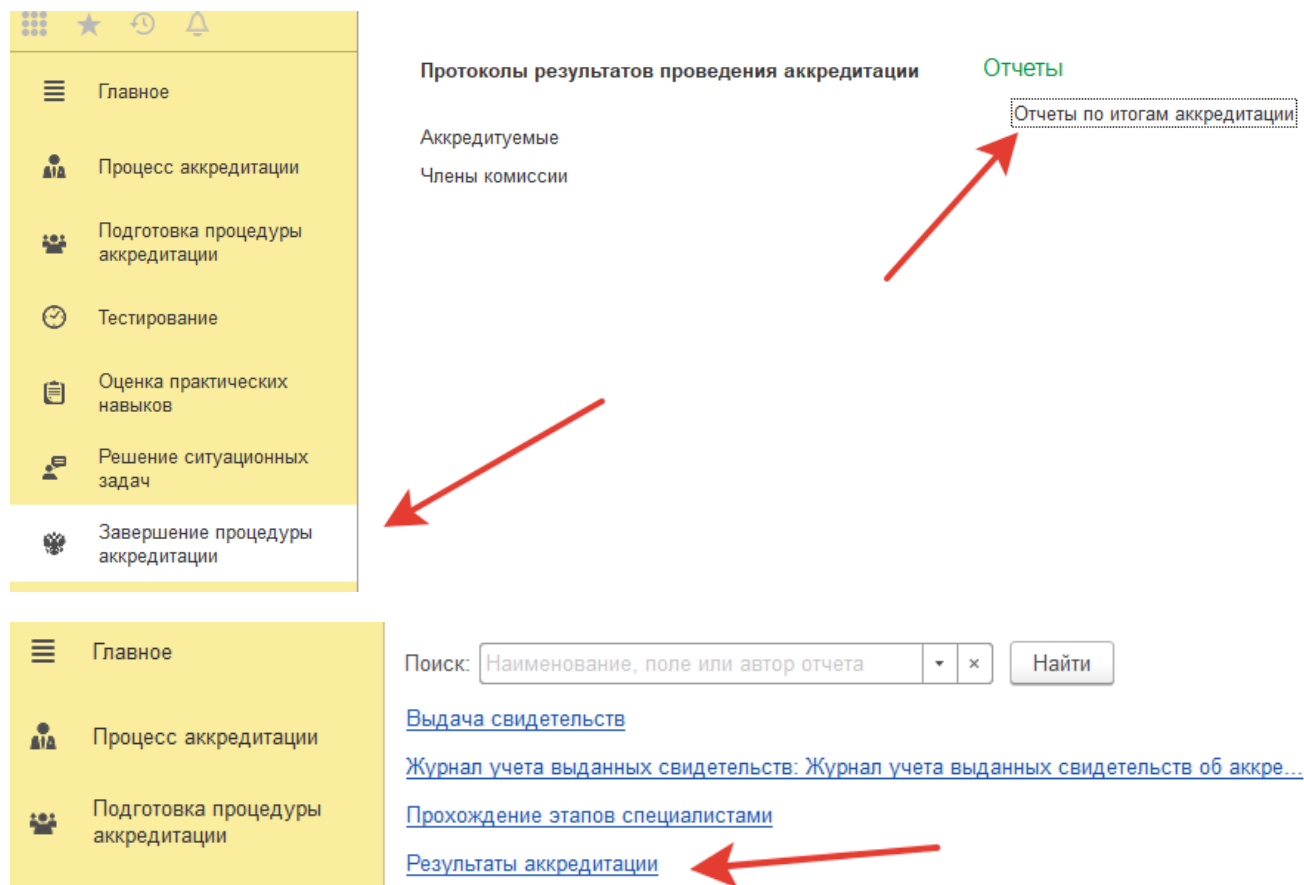 Главное
Процесс аккредитации
Подготовка процедуры
аккредитации
Тестирование
Оценка практических
навыков
Решение ситуационных
задач
Завершение процедуры
аккредитации
Протоколы результатов проведения аккредитации
Аккредитуемые
Члены комиссии
Отчеты
Отчеты по итогам аккредитации
Главное
Процесс аккредитации
Подготовка процедуры
аккредитации
Поиск: Наименование, поле или автор отчета Найти
Выдача свидетельств
Журнал учета выданных свидетельств: Журнал учета выданных свидетельств об аккре...
Прохождение этапов специалистами
Результаты аккредитации